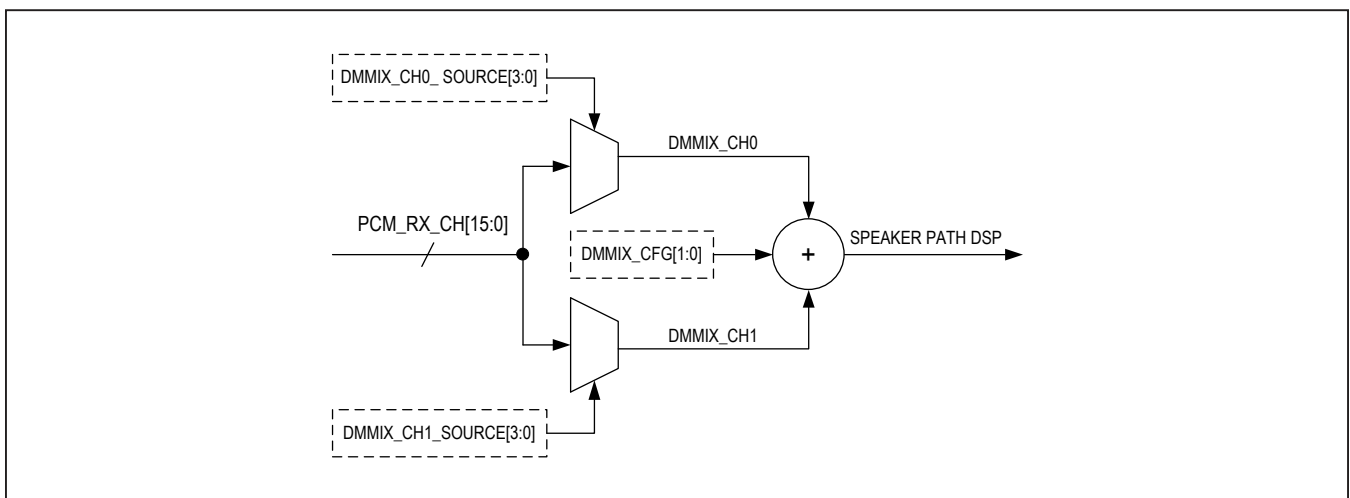 DMMIX_CH0_ SOURCE[3:0]
DMMIX_CH0
PCM_RX_CH[15:0]
DMMIX_CFG[1:0]
+
SPEAKER PATH DSP
DMMIX_CH1
DMMIX_CH1_SOURCE[3:0]